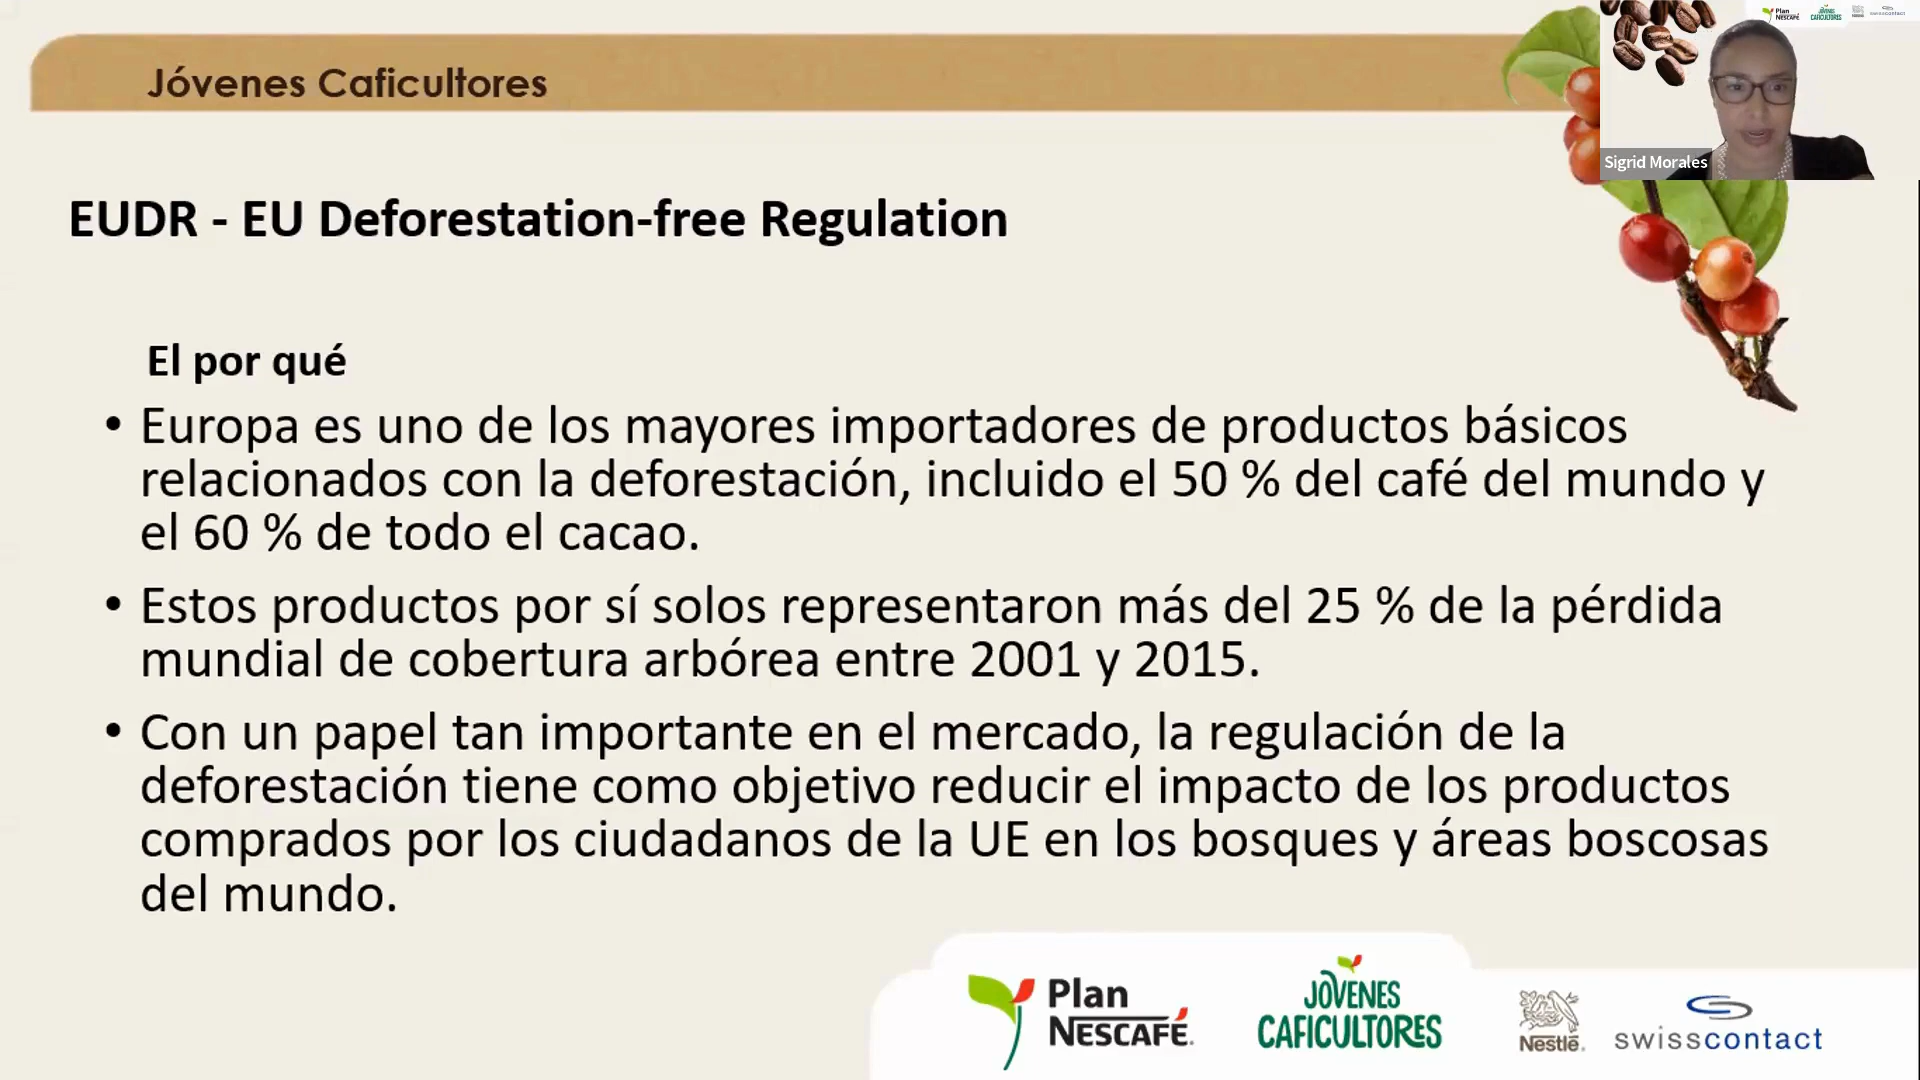 Jóvenes Caficultores
Plan
NESCAFÉ
JÓVENES
CAFICULTORES
swisscontact
Sigrid Morales
EUDR - EU Deforestation-free Regulation
El por qué
• Europa es uno de los mayores importadores de productos básicos
relacionados con la deforestación, incluido el 50 % del café del mundo y
el 60 % de todo el cacao.
• Estos productos por sí solos representaron más del 25 % de la pérdida
mundial de cobertura arbórea entre 2001 y 2015.
• Con un papel tan importante en el mercado, la regulación de la
deforestación tiene como objetivo reducir el impacto de los productos
comprados por los ciudadanos de la UE en los bosques y áreas boscosas
del mundo.
Plan
NESCAFÉ.
JÓVENES
CAFICULTORES
Nestlé.
swisscontact